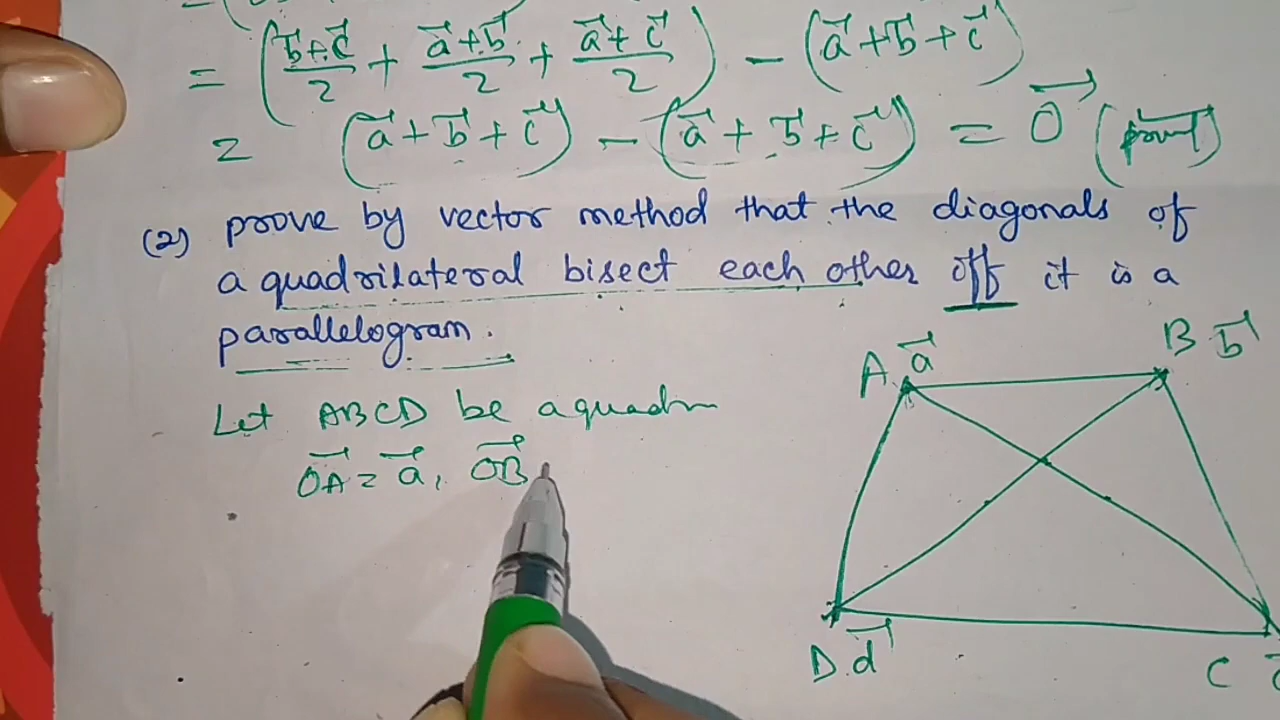 = ( (b⃗+c⃗)/2 + (a⃗+b⃗)/2 + (a⃗+c⃗)/2 ) − (a⃗+b⃗+c⃗)
= (a⃗+b⃗+c⃗) − (a⃗+b⃗+c⃗) = 0⃗
(2) prove by vector method that the diagonals of
a quadrilateral bisect each other iff it is a
parallelogram.
Let ABCD be a quadr
OA⃗ = a⃗, OB⃗
A a⃗
B b⃗
D d⃗
C